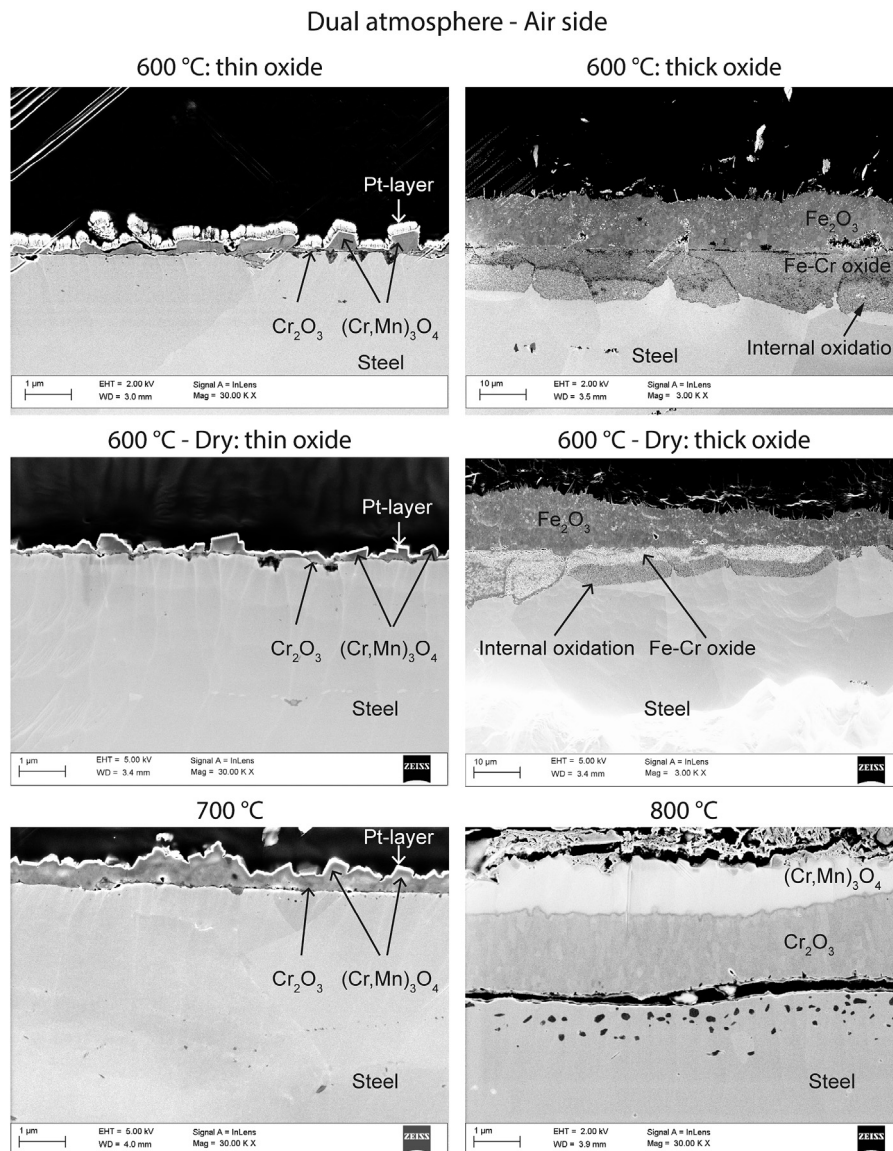 Dual atmosphere - Air side
600 °C: thin oxide
600 °C: thick oxide
Pt-layer
Cr₂O₃ (Cr,Mn)₃O₄
Steel
1 µm
EHT = 2.00 kV
WD = 3.0 mm
Signal A = InLens
Mag = 30.00 K X
Fe₂O₃
Fe-Cr oxide
Internal oxidatio
Steel
10 µm
EHT = 2.00 kV
WD = 3.5 mm
Signal A = InLens
Mag = 3.00 K X
600 °C - Dry: thin oxide
600 °C - Dry: thick oxide
Pt-layer
Cr₂O₃ (Cr,Mn)₃O₄
Steel
1 µm
EHT = 5.00 kV
WD = 3.4 mm
Signal A = InLens
Mag = 30.00 K X
ZEISS
Fe₂O₃
Internal oxidation Fe-Cr oxide
Steel
10 µm
EHT = 5.00 kV
WD = 3.4 mm
Signal A = InLens
Mag = 3.00 K X
ZEISS
700 °C
800 °C
Pt-layer
Cr₂O₃ (Cr,Mn)₃O₄
Steel
1 µm
EHT = 5.00 kV
WD = 4.0 mm
Signal A = InLens
Mag = 30.00 K X
ZEISS
(Cr,Mn)₃O₄
Cr₂O₃
Steel
1 µm
EHT = 2.00 kV
WD = 3.9 mm
Signal A = InLens
Mag = 30.00 K X
ZEISS